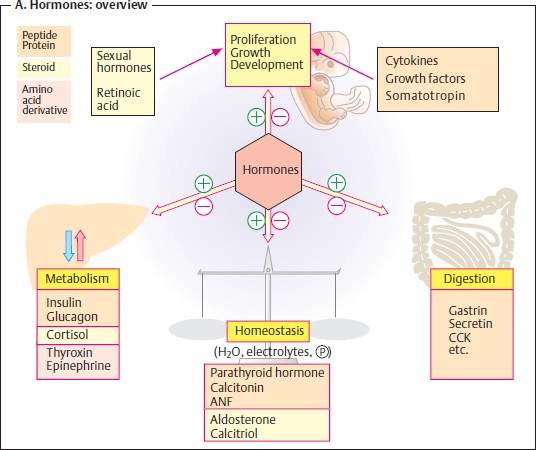 A. Hormones: overview
Peptide
Protein
Steroid
Amino
acid
derivative
Sexual
hormones
Retinoic
acid
Proliferation
Growth
Development
Cytokines
Growth factors
Somatotropin
+ −
Hormones
+
−
+
−
+ −
Metabolism
Insulin
Glucagon
Cortisol
Thyroxin
Epinephrine
Homeostasis
(H₂O, electrolytes, Ⓟ)
Parathyroid hormone
Calcitonin
ANF
Aldosterone
Calcitriol
Digestion
Gastrin
Secretin
CCK
etc.